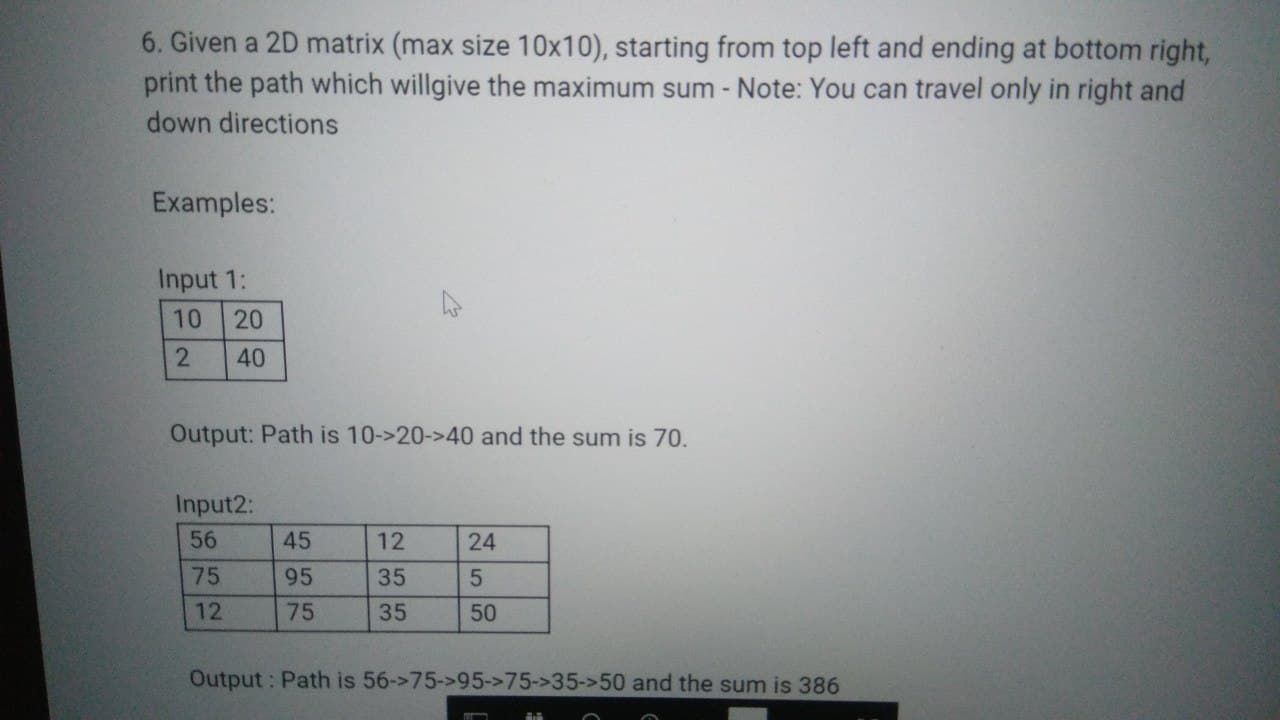 6. Given a 2D matrix (max size 10x10), starting from top left and ending at bottom right,
print the path which willgive the maximum sum - Note: You can travel only in right and
down directions
Examples:
Input 1:
10 20
2 40
Output: Path is 10->20->40 and the sum is 70.
Input2:
56 45 12 24
75 95 35 5
12 75 35 50
Output : Path is 56->75->95->75->35->50 and the sum is 386